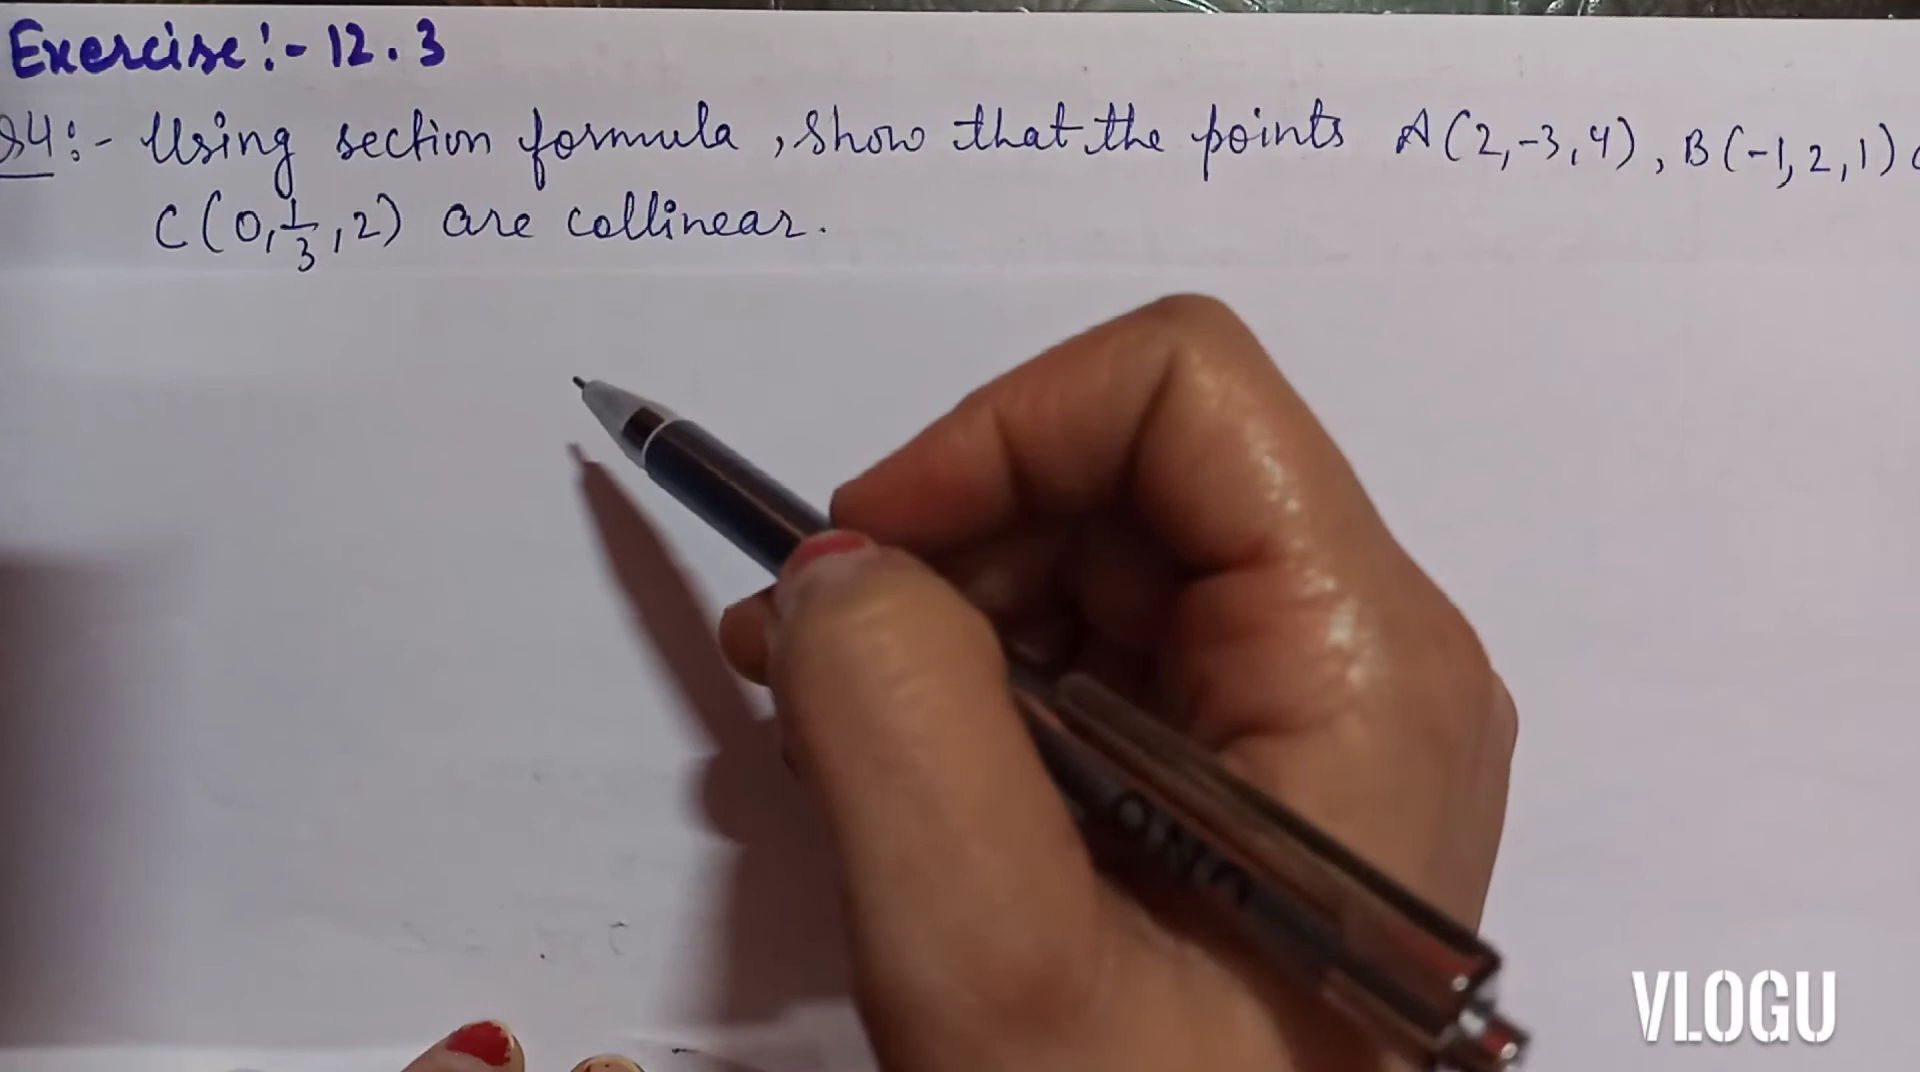 Exercise:- 12.3
Q4:- Using section formula, show that the points A(2,-3,4), B(-1,2,1)
C(0,1/3,2) are collinear.
VLOGU